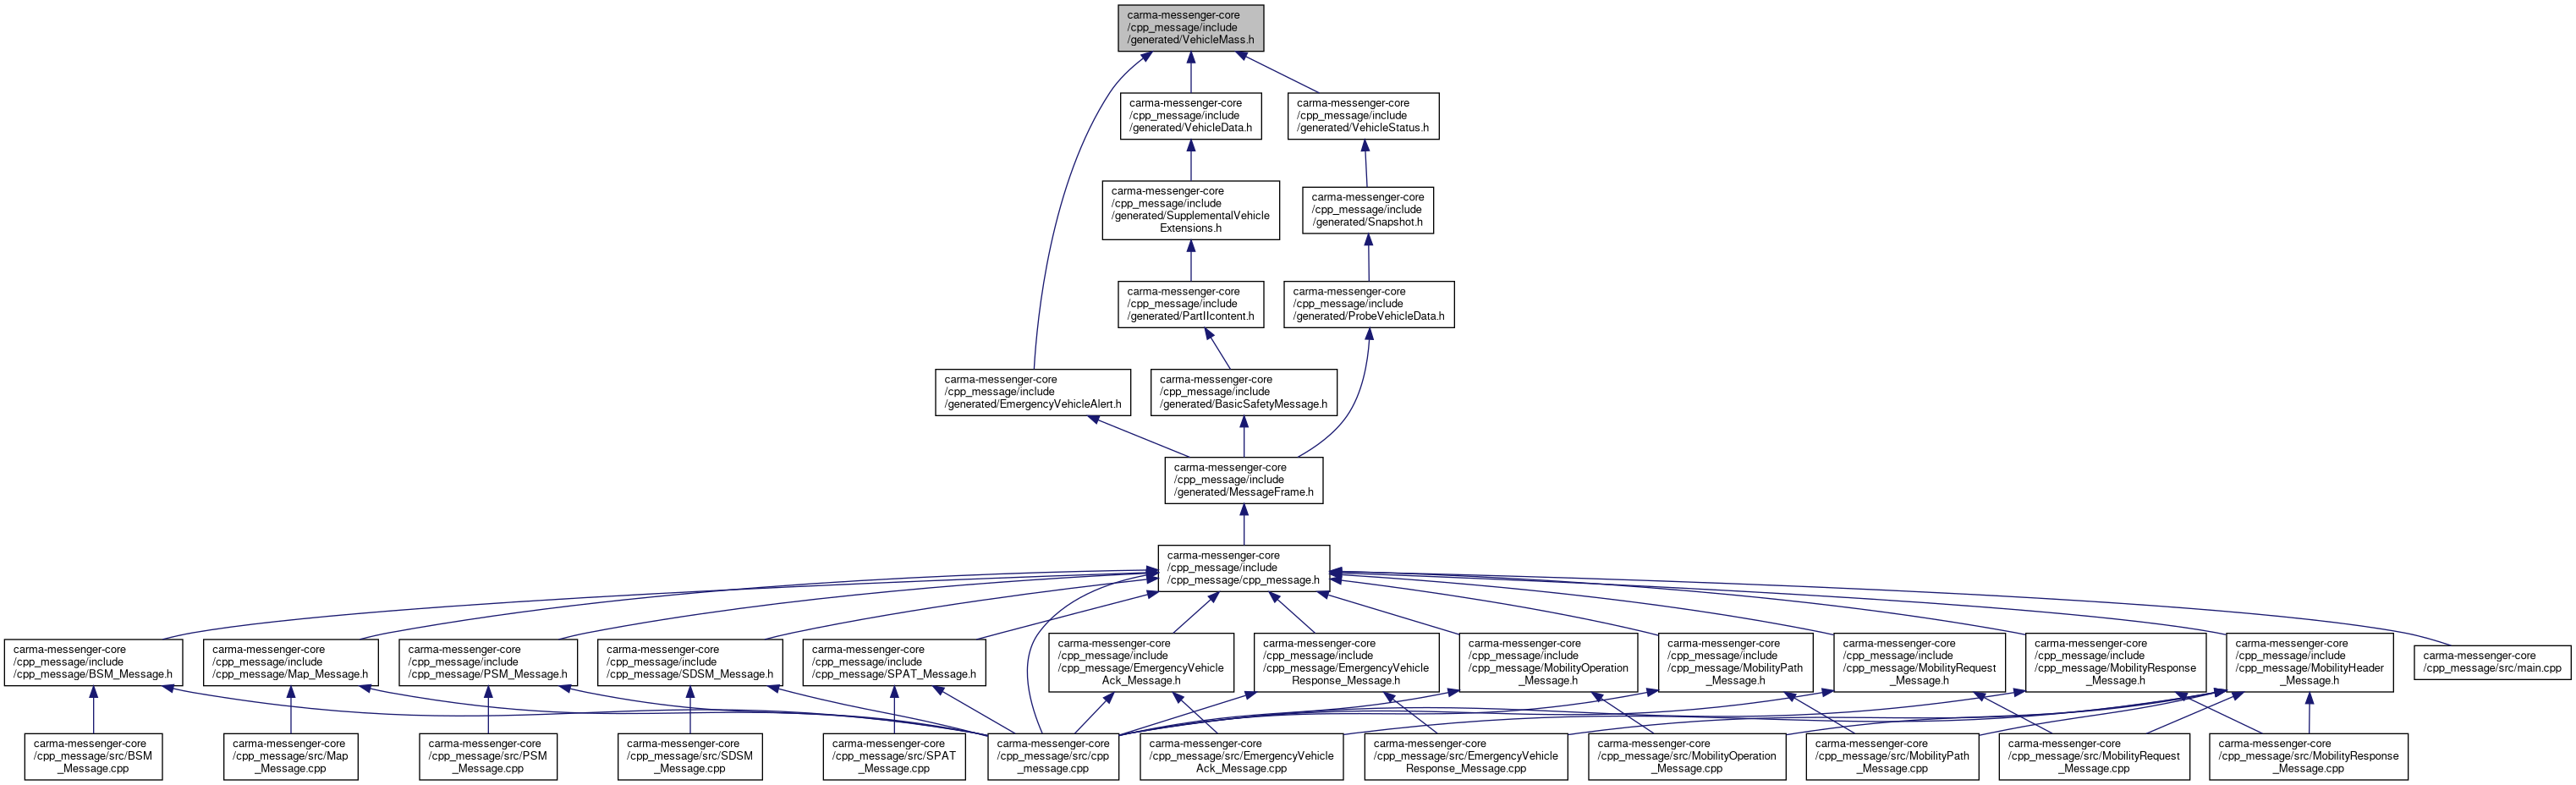 carma-messenger-core
/cpp_message/include
/generated/VehicleMass.h
carma-messenger-core
/cpp_message/include
/generated/VehicleData.h
carma-messenger-core
/cpp_message/include
/generated/VehicleStatus.h
carma-messenger-core
/cpp_message/include
/generated/SupplementalVehicle
Extensions.h
carma-messenger-core
/cpp_message/include
/generated/Snapshot.h
carma-messenger-core
/cpp_message/include
/generated/PartIIcontent.h
carma-messenger-core
/cpp_message/include
/generated/ProbeVehicleData.h
carma-messenger-core
/cpp_message/include
/generated/EmergencyVehicleAlert.h
carma-messenger-core
/cpp_message/include
/generated/BasicSafetyMessage.h
carma-messenger-core
/cpp_message/include
/generated/MessageFrame.h
carma-messenger-core
/cpp_message/include
/cpp_message/cpp_message.h
carma-messenger-core
/cpp_message/include
/cpp_message/BSM_Message.h
carma-messenger-core
/cpp_message/include
/cpp_message/Map_Message.h
carma-messenger-core
/cpp_message/include
/cpp_message/PSM_Message.h
carma-messenger-core
/cpp_message/include
/cpp_message/SDSM_Message.h
carma-messenger-core
/cpp_message/include
/cpp_message/SPAT_Message.h
carma-messenger-core
/cpp_message/include
/cpp_message/EmergencyVehicle
Ack_Message.h
carma-messenger-core
/cpp_message/include
/cpp_message/EmergencyVehicle
Response_Message.h
carma-messenger-core
/cpp_message/include
/cpp_message/MobilityOperation
_Message.h
carma-messenger-core
/cpp_message/include
/cpp_message/MobilityPath
_Message.h
carma-messenger-core
/cpp_message/include
/cpp_message/MobilityRequest
_Message.h
carma-messenger-core
/cpp_message/include
/cpp_message/MobilityResponse
_Message.h
carma-messenger-core
/cpp_message/include
/cpp_message/MobilityHeader
_Message.h
carma-messenger-core
/cpp_message/src/main.cpp
carma-messenger-core
/cpp_message/src/BSM
_Message.cpp
carma-messenger-core
/cpp_message/src/Map
_Message.cpp
carma-messenger-core
/cpp_message/src/PSM
_Message.cpp
carma-messenger-core
/cpp_message/src/SDSM
_Message.cpp
carma-messenger-core
/cpp_message/src/SPAT
_Message.cpp
carma-messenger-core
/cpp_message/src/cpp
_message.cpp
carma-messenger-core
/cpp_message/src/EmergencyVehicle
Ack_Message.cpp
carma-messenger-core
/cpp_message/src/EmergencyVehicle
Response_Message.cpp
carma-messenger-core
/cpp_message/src/MobilityOperation
_Message.cpp
carma-messenger-core
/cpp_message/src/MobilityPath
_Message.cpp
carma-messenger-core
/cpp_message/src/MobilityRequest
_Message.cpp
carma-messenger-core
/cpp_message/src/MobilityResponse
_Message.cpp